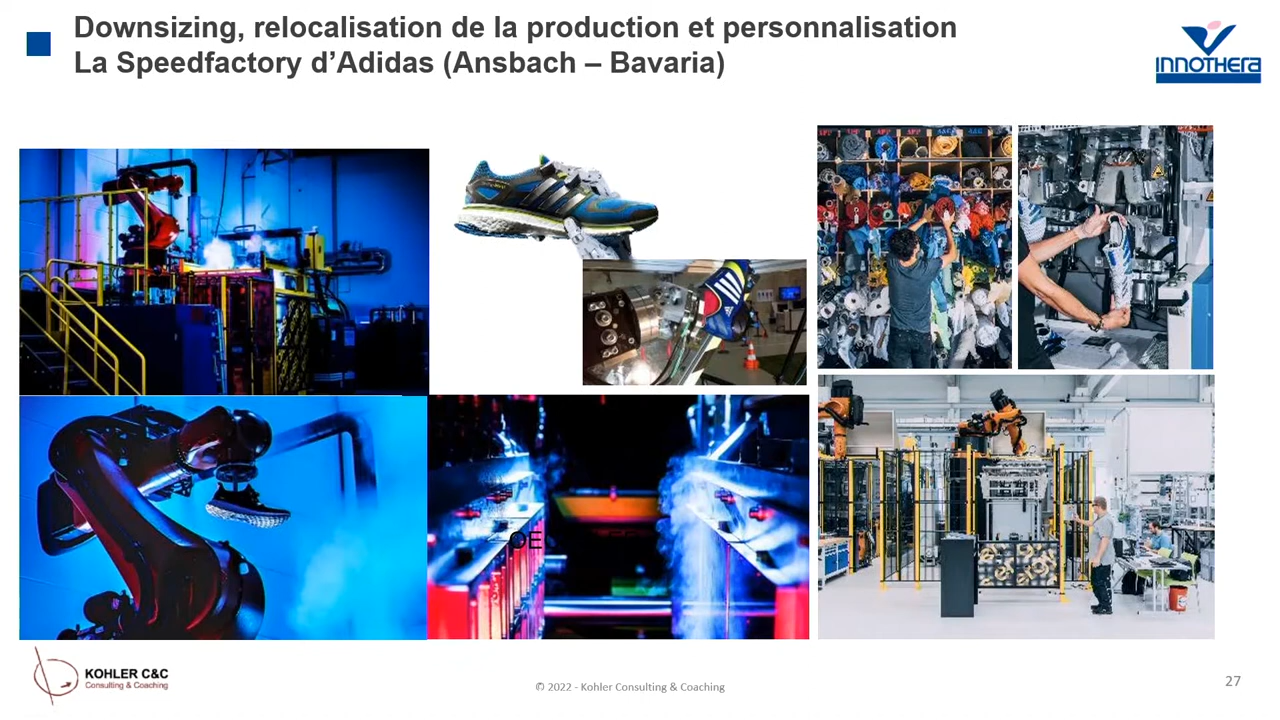 Downsizing, relocalisation de la production et personnalisation
La Speedfactory d’Adidas (Ansbach – Bavaria)
INNOTHERA
OE
KOHLER C&C
Consulting & Coaching
© 2022 - Kohler Consulting & Coaching
27